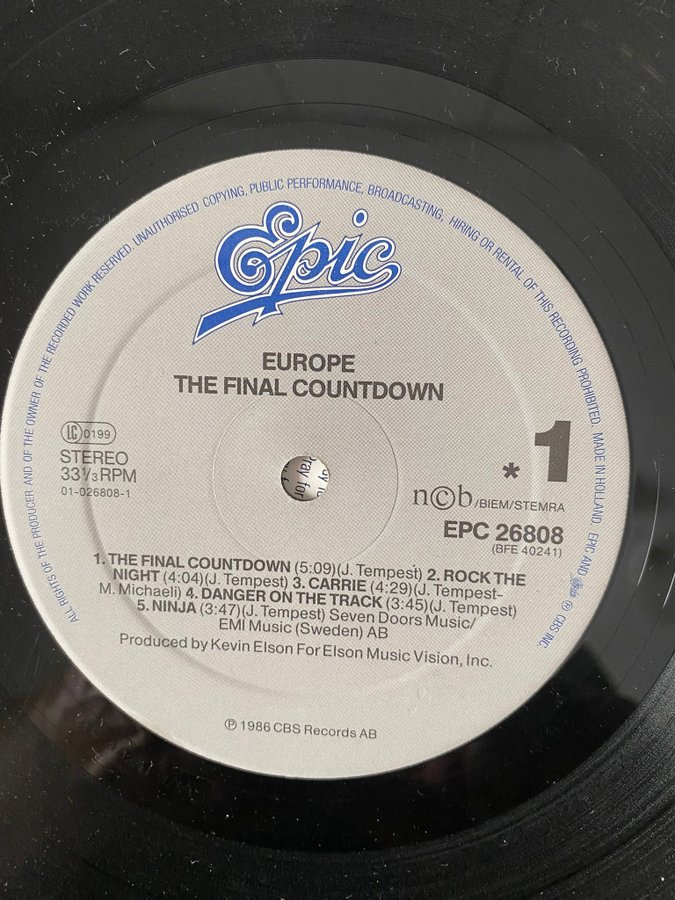 ALL RIGHTS OF THE PRODUCER AND OF THE OWNER OF THE RECORDED WORK RESERVED. UNAUTHORISED COPYING, PUBLIC PERFORMANCE, BROADCASTING, HIRING OR RENTAL OF THIS RECORDING PROHIBITED. MADE IN HOLLAND. EPIC AND Epic ® CBS INC.
Epic
EUROPE
THE FINAL COUNTDOWN
LC 0199
STEREO
33⅓ RPM
01-026808-1
* 1
n©b/BIEM/STEMRA
EPC 26808
(BFE 40241)
1. THE FINAL COUNTDOWN (5:09)(J. Tempest) 2. ROCK THE
NIGHT (4:04)(J. Tempest) 3. CARRIE (4:29)(J. Tempest-
M. Michaeli) 4. DANGER ON THE TRACK (3:45)(J. Tempest)
5. NINJA (3:47)(J. Tempest) Seven Doors Music/
EMI Music (Sweden) AB
Produced by Kevin Elson For Elson Music Vision, Inc.
℗ 1986 CBS Records AB